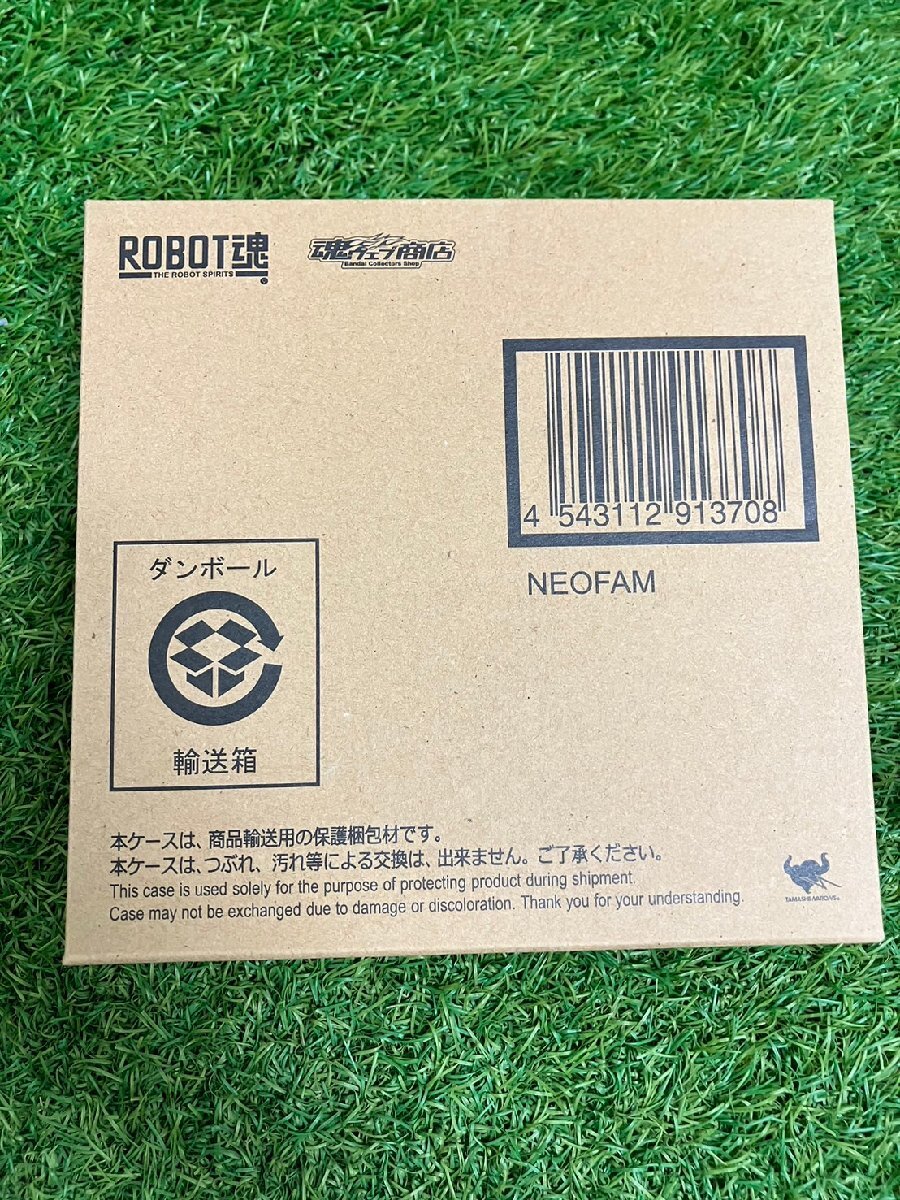 ROBOT魂
THE ROBOT SPIRITS
魂ウェブ商店
Bandai Collectors Shop
4 543112 913708
NEOFAM
ダンボール
輸送箱
本ケースは、商品輸送用の保護梱包材です。
本ケースは、つぶれ、汚れ等による交換は、出来ません。ご了承ください。
This case is used solely for the purpose of protecting product during shipment.
Case may not be exchanged due to damage or discoloration. Thank you for your understanding.
TAMASHII NATIONS